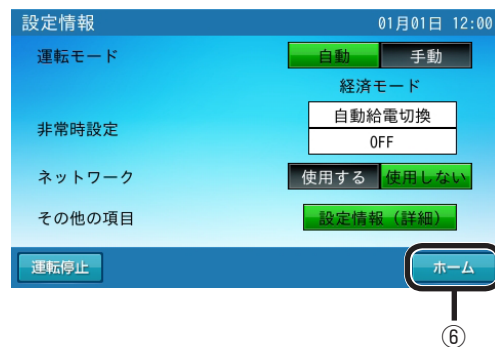 設定情報 01月01日 12:00
運転モード 自動 手動
経済モード
非常時設定 自動給電切換
OFF
ネットワーク 使用する 使用しない
その他の項目 設定情報（詳細）
運転停止 ホーム
⑥